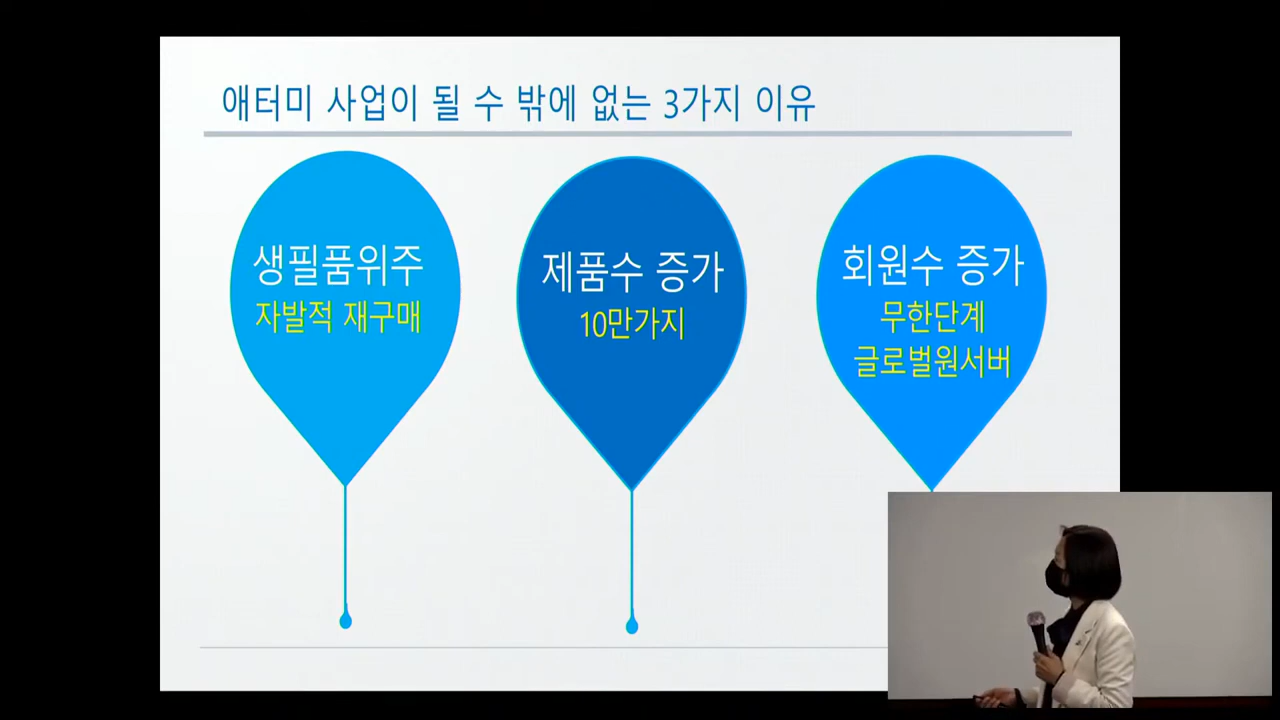 애터미 사업이 될 수 밖에 없는 3가지 이유
생필품위주
자발적 재구매
제품수 증가
10만가지
회원수 증가
무한단계
글로벌원서버